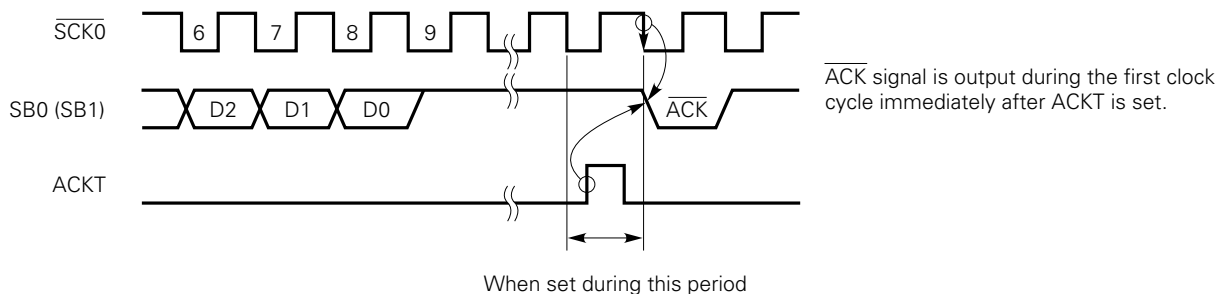 SCK0 6 7 8 9
SB0 (SB1) D2 D1 D0 ACK
ACK signal is output during the first clock
cycle immediately after ACKT is set.
ACKT
When set during this period